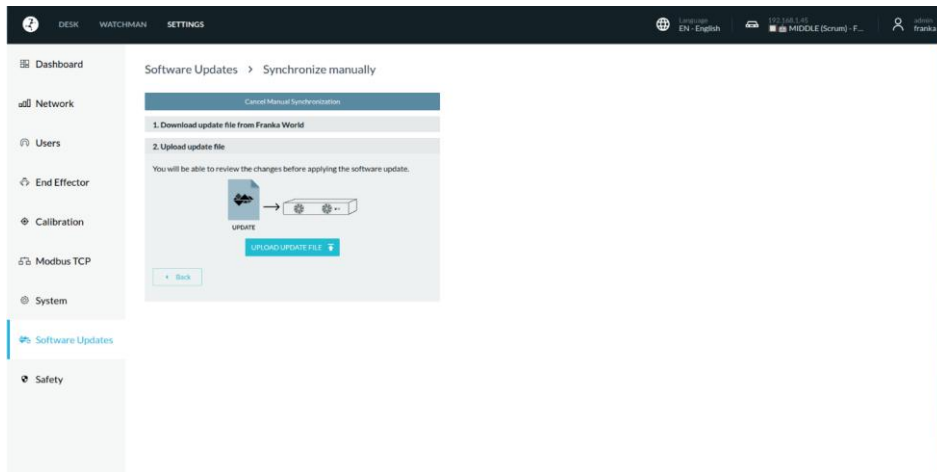 DESK WATCHMAN SETTINGS
Language
EN - English
192.168.1.45
MIDDLE (Scrum) - F...
admin
franka
Dashboard
Network
Users
End Effector
Calibration
Modbus TCP
System
Software Updates
Safety
Software Updates > Synchronize manually
Cancel Manual Synchronization
1. Download update file from Franka World
2. Upload update file
You will be able to review the changes before applying the software update.
UPDATE
UPLOAD UPDATE FILE
Back